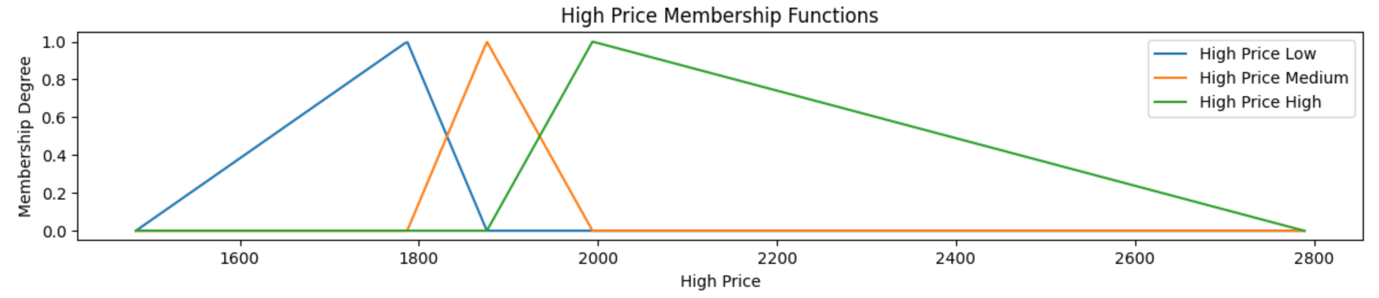 High Price Membership Functions
Membership Degree
1.0
0.8
0.6
0.4
0.2
0.0
High Price Low
High Price Medium
High Price High
1600 1800 2000 2200 2400 2600 2800
High Price